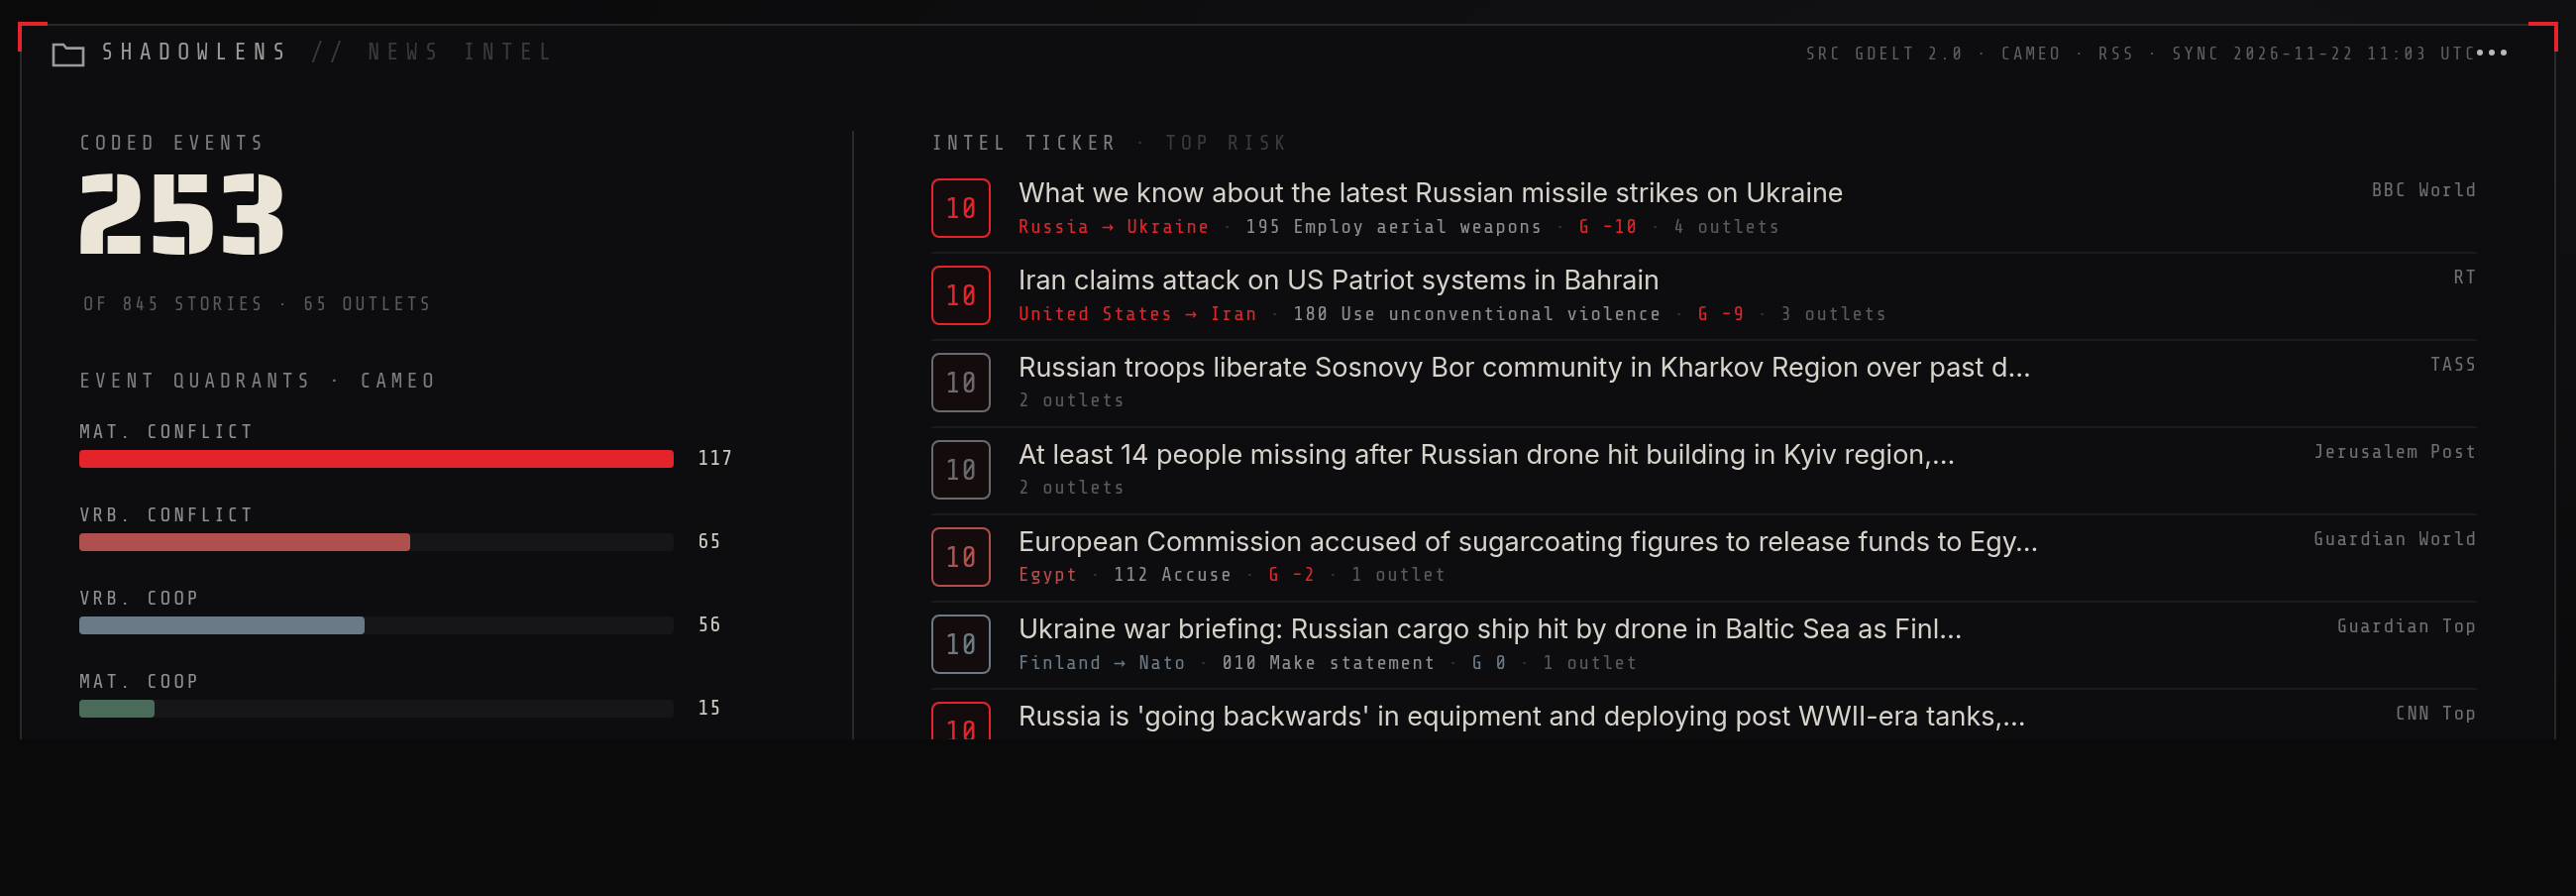 SHADOWLENS // NEWS INTEL
SRC GDELT 2.0 · CAMEO · RSS · SYNC 2026-11-22 11:03 UTC
CODED EVENTS
253
OF 845 STORIES · 65 OUTLETS
EVENT QUADRANTS · CAMEO
MAT. CONFLICT
117
VRB. CONFLICT
65
VRB. COOP
56
MAT. COOP
15
INTEL TICKER · TOP RISK
10 What we know about the latest Russian missile strikes on Ukraine BBC World
Russia → Ukraine · 195 Employ aerial weapons · G -10 · 4 outlets
10 Iran claims attack on US Patriot systems in Bahrain RT
United States → Iran · 180 Use unconventional violence · G -9 · 3 outlets
10 Russian troops liberate Sosnovy Bor community in Kharkov Region over past d... TASS
2 outlets
10 At least 14 people missing after Russian drone hit building in Kyiv region,... Jerusalem Post
2 outlets
10 European Commission accused of sugarcoating figures to release funds to Egy... Guardian World
Egypt · 112 Accuse · G -2 · 1 outlet
10 Ukraine war briefing: Russian cargo ship hit by drone in Baltic Sea as Finl... Guardian Top
Finland → Nato · 010 Make statement · G 0 · 1 outlet
10 Russia is 'going backwards' in equipment and deploying post WWII-era tanks,... CNN Top